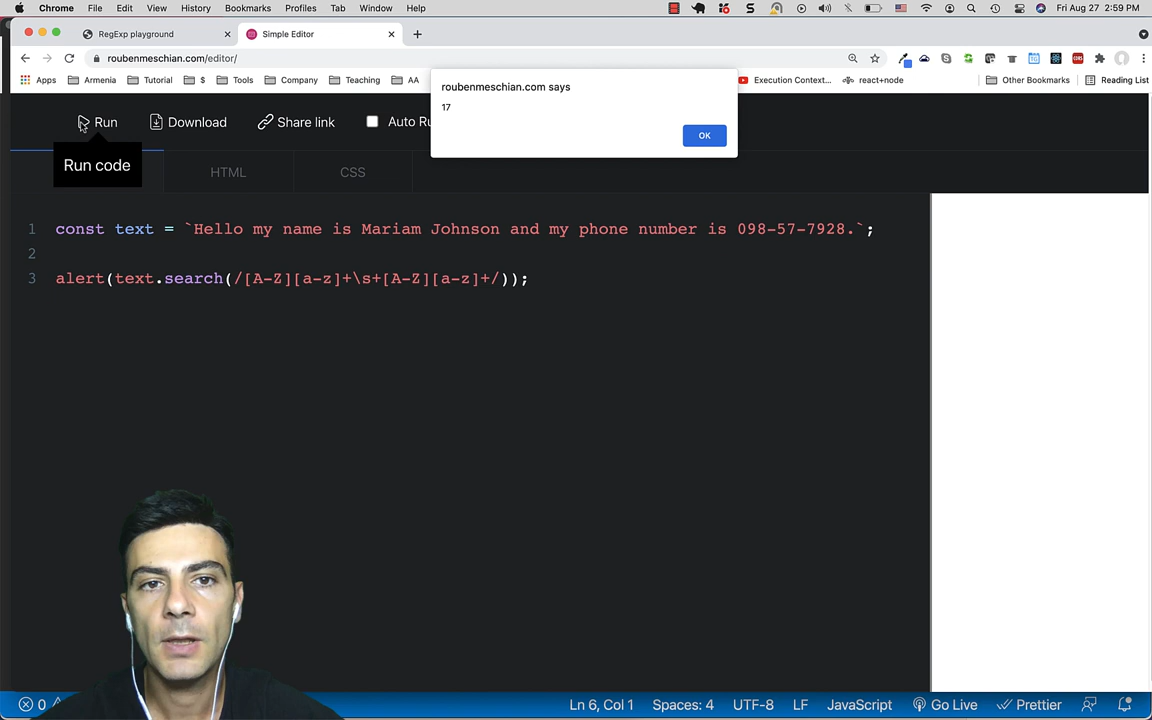 Chrome File Edit View History Bookmarks Profiles Tab Window Help Fri Aug 27 2:59 PM
RegExp playground Simple Editor
roubenmeschian.com/editor/
Apps Armenia Tutorial $ Tools Company Teaching AA Execution Context... react+node Other Bookmarks Reading List
roubenmeschian.com says
17
OK
Run Download Share link Auto Ru
Run code
HTML CSS
1 const text = `Hello my name is Mariam Johnson and my phone number is 098-57-7928.`;
2
3 alert(text.search(/[A-Z][a-z]+\s+[A-Z][a-z]+/));
0 Ln 6, Col 1 Spaces: 4 UTF-8 LF JavaScript Go Live Prettier